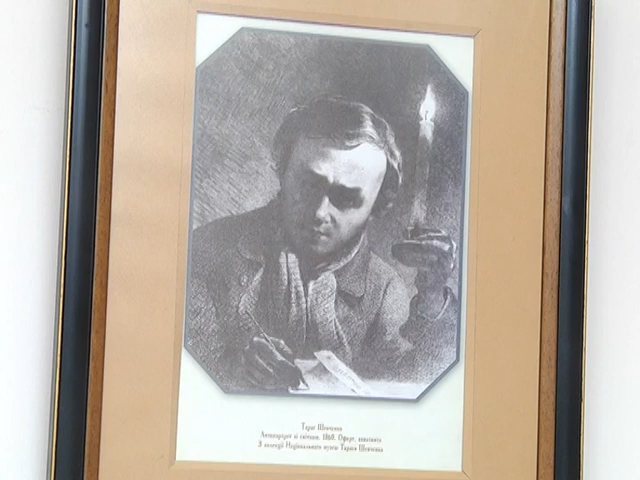 Тарас Шевченко
Автопортрет зі свічкою. 1860. Офорт, акватинта
З колекції Національного музею Тараса Шевченка